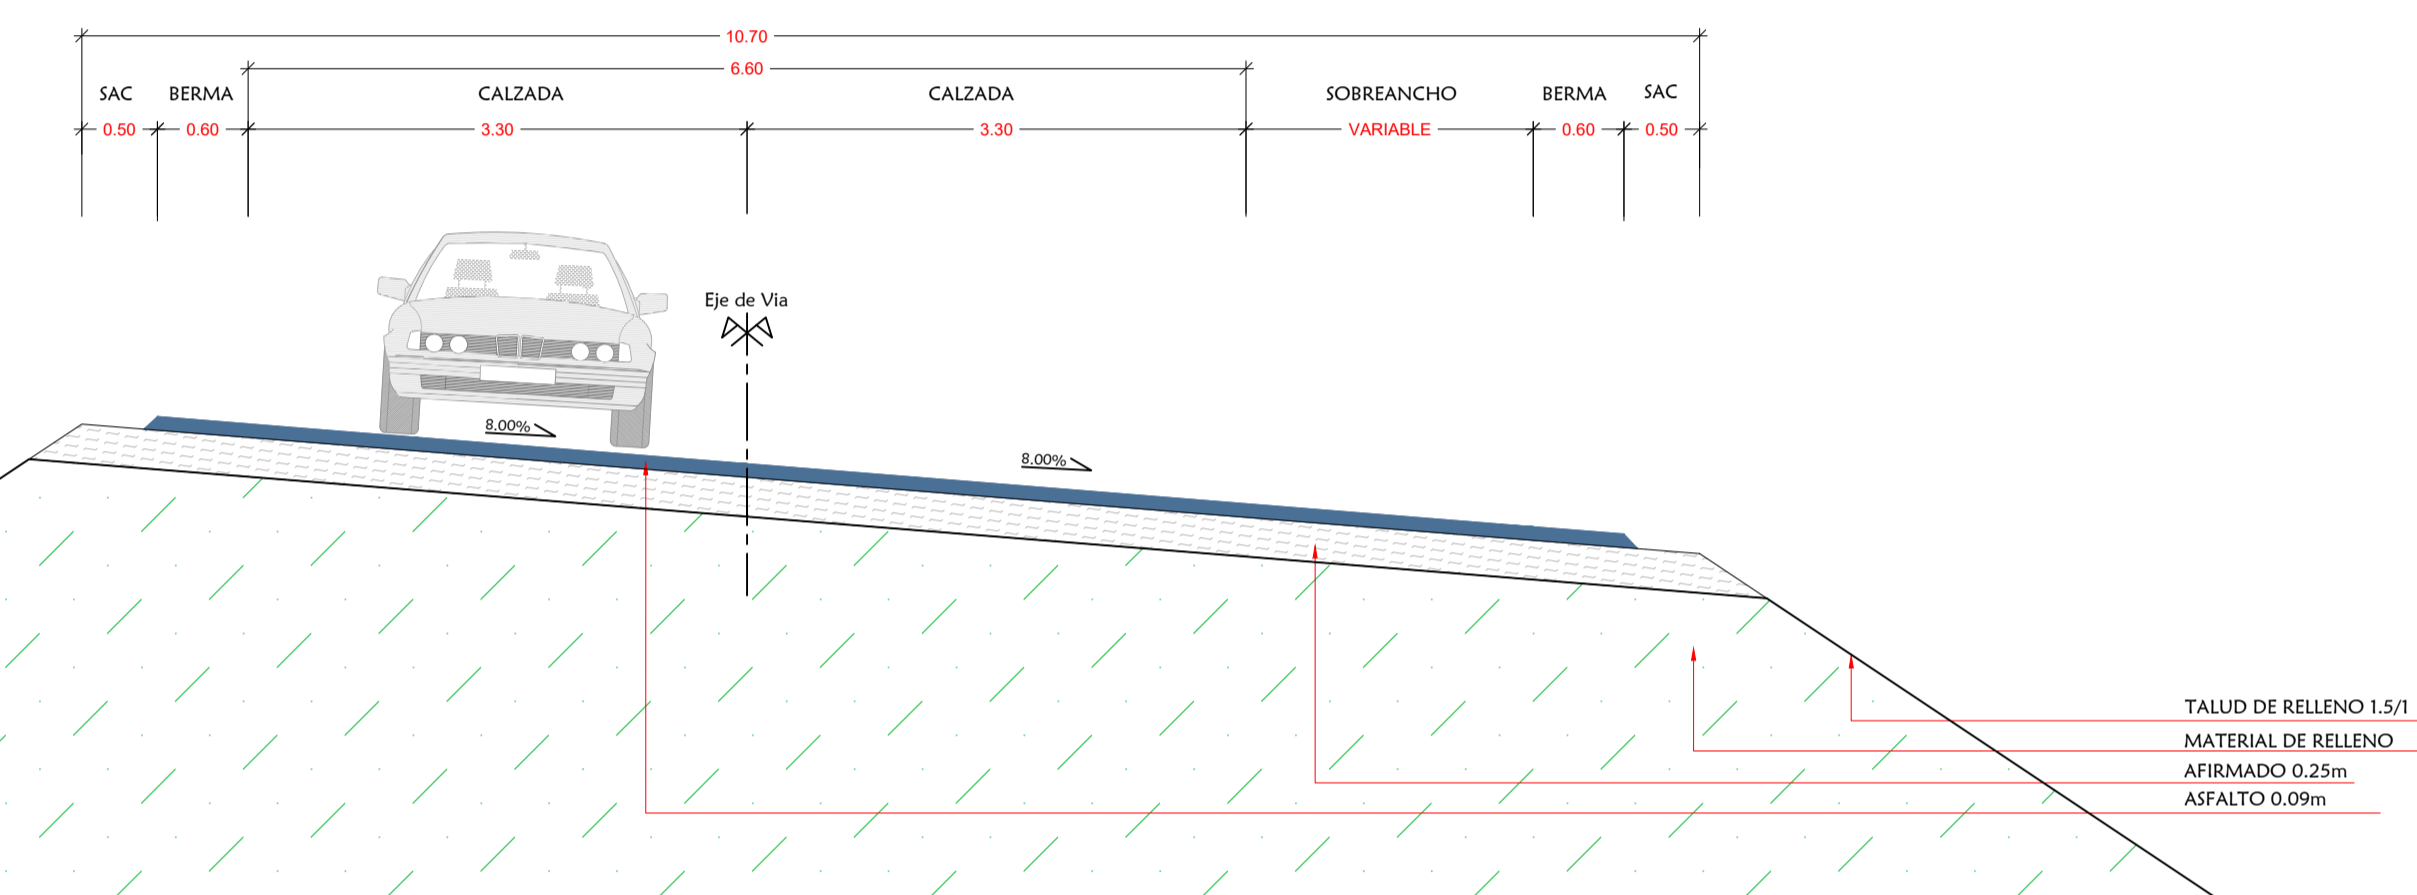 10.70
6.60
SAC BERMA CALZADA CALZADA SOBREANCHO BERMA SAC
0.50 0.60 3.30 3.30 VARIABLE 0.60 0.50
Eje de Via
8.00%
8.00%
TALUD DE RELLENO 1.5/1
MATERIAL DE RELLENO
AFIRMADO 0.25m
ASFALTO 0.09m